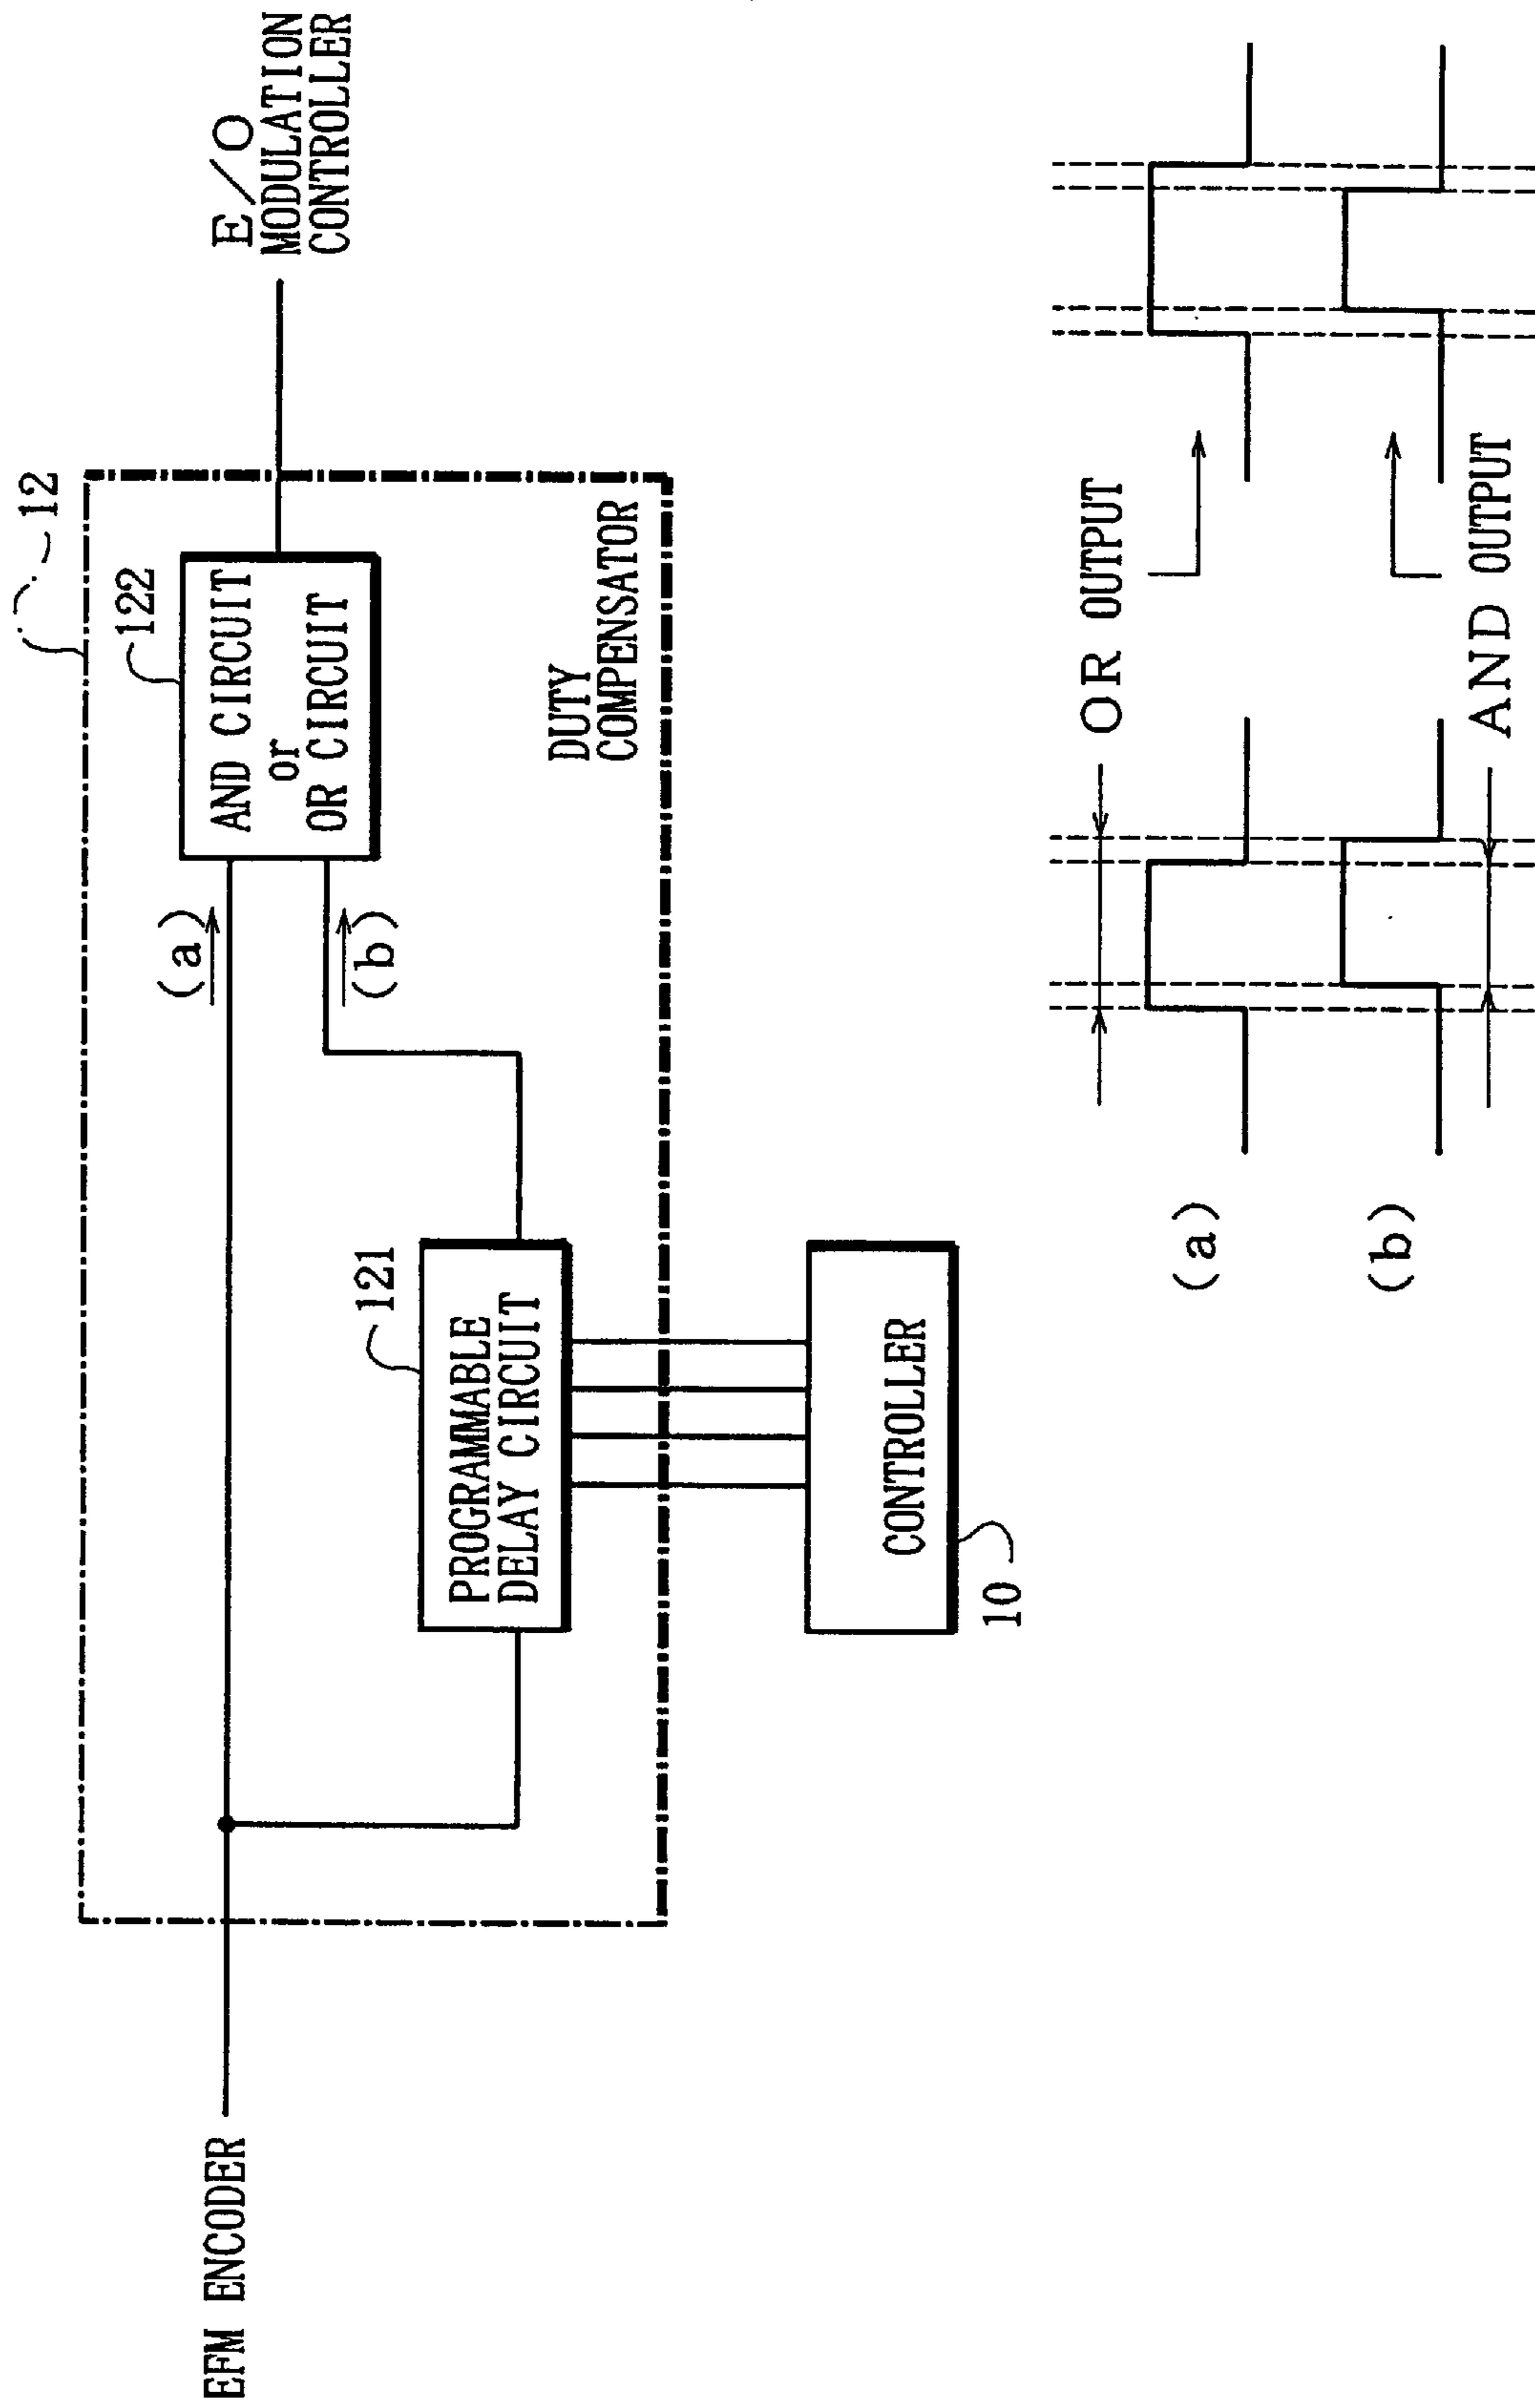 12
122
AND CIRCUIT
or
OR CIRCUIT
(a)
(b)
E/O
MODULATION
CONTROLLER
121
PROGRAMMABLE
DELAY CIRCUIT
DUTY
COMPENSATOR
EFM ENCODER
CONTROLLER
10
OR OUTPUT
(a)
(b)
AND OUTPUT